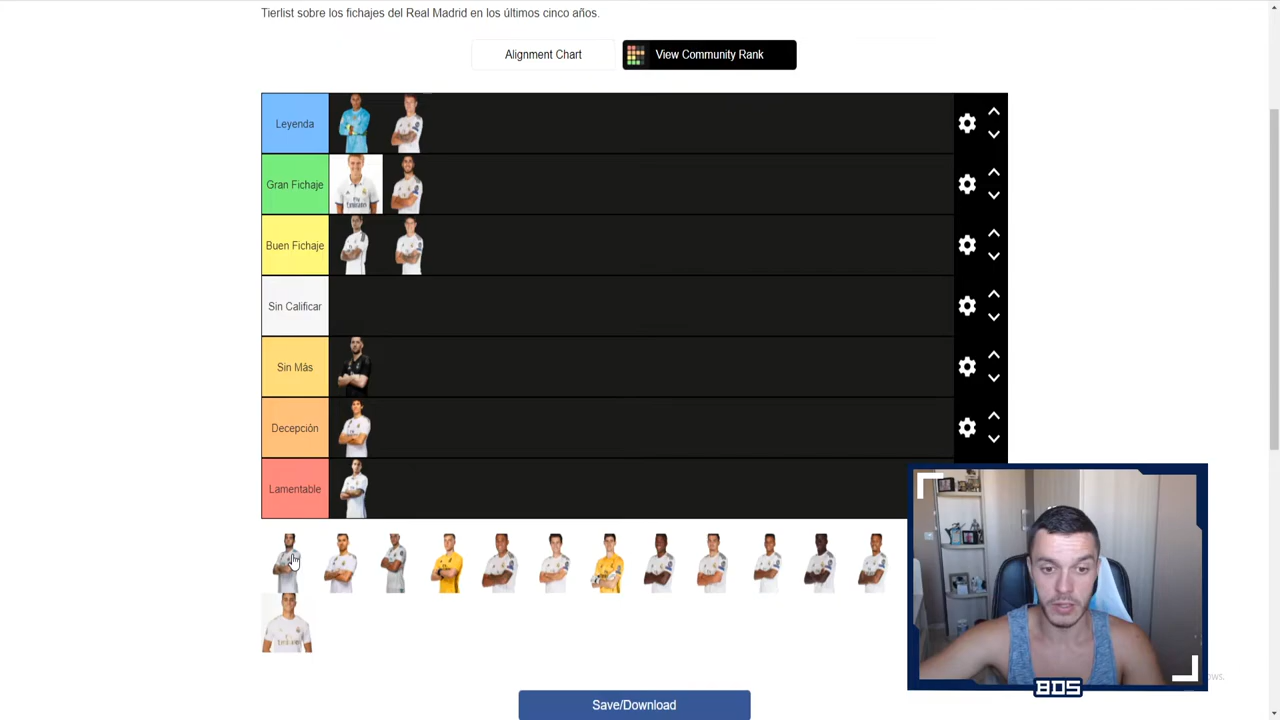 Tierlist sobre los fichajes del Real Madrid en los últimos cinco años.
Alignment Chart
View Community Rank
Leyenda
Gran Fichaje
Buen Fichaje
Sin Calificar
Sin Más
Decepción
Lamentable
Save/Download
BDS